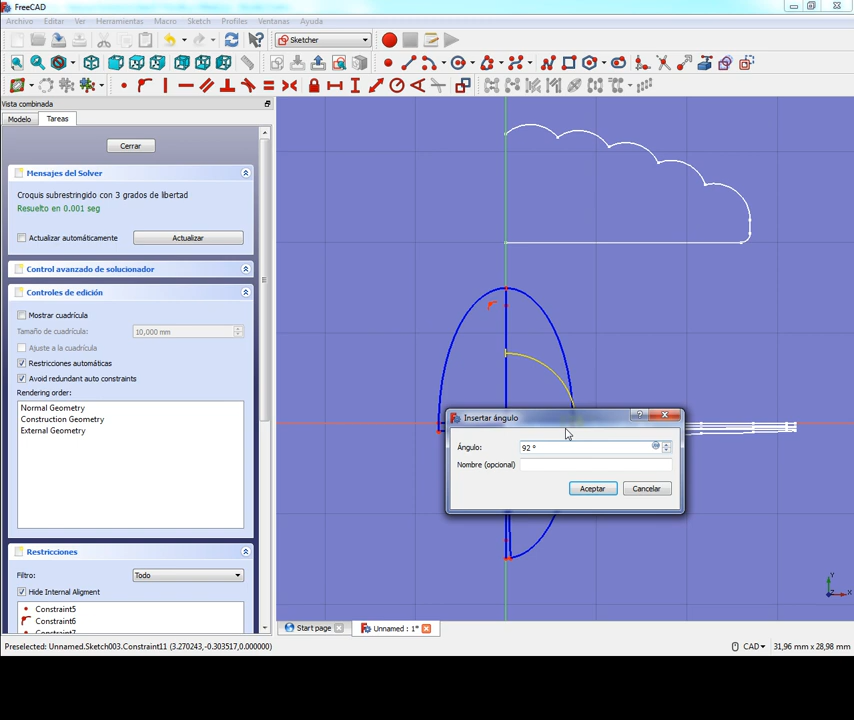 FreeCAD
Archivo Editar Ver Herramientas Macro Sketch Profiles Ventanas Ayuda
Sketcher
Vista combinada
Modelo Tareas
Cerrar
Mensajes del Solver
Croquis subrestringido con 3 grados de libertad
Resuelto en 0.001 seg
Actualizar automáticamente Actualizar
Control avanzado de solucionador
Controles de edición
Mostrar cuadrícula
Tamaño de cuadrícula: 10,000 mm
Ajuste a la cuadrícula
Restricciones automáticas
Avoid redundant auto constraints
Rendering order:
Normal Geometry
Construction Geometry
External Geometry
Restricciones
Filtro: Todo
Hide Internal Aligment
Constraint5
Constraint6
Constraint7
Insertar ángulo
Ángulo: 92 °
Nombre (opcional)
Aceptar Cancelar
Y
Z
X
Start page Unnamed : 1*
Preselected: Unnamed.Sketch003.Constraint11 (3.270243,-0.303517,0.000000) CAD 31,96 mm x 28,98 mm